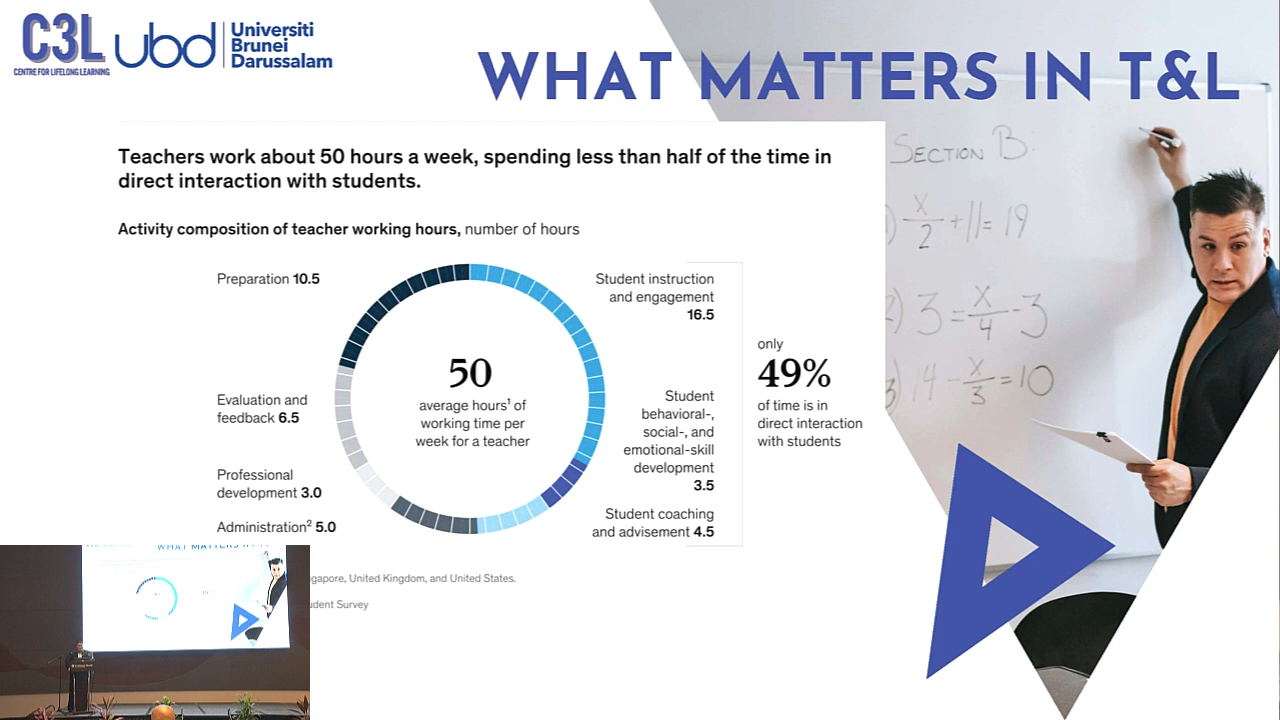 C3L
CENTRE FOR LIFELONG LEARNING
ubd
Universiti
Brunei
Darussalam
WHAT MATTERS IN T&L
Teachers work about 50 hours a week, spending less than half of the time in
direct interaction with students.
Activity composition of teacher working hours, number of hours
Preparation 10.5
Evaluation and
feedback 6.5
Professional
development 3.0
Administration² 5.0
50
average hours¹ of
working time per
week for a teacher
Student instruction
and engagement
16.5
Student
behavioral-,
social-, and
emotional-skill
development
3.5
Student coaching
and advisement 4.5
only
49%
of time is in
direct interaction
with students
SECTION B
x/2 +11= 19
2) 3 = x/4 -3
3) 14 - x/3 = 10
United Kingdom, and United States.
Survey
WHAT MATTERS